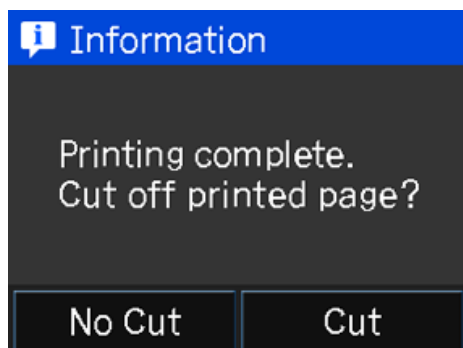 Information
Printing complete.
Cut off printed page?
No Cut
Cut